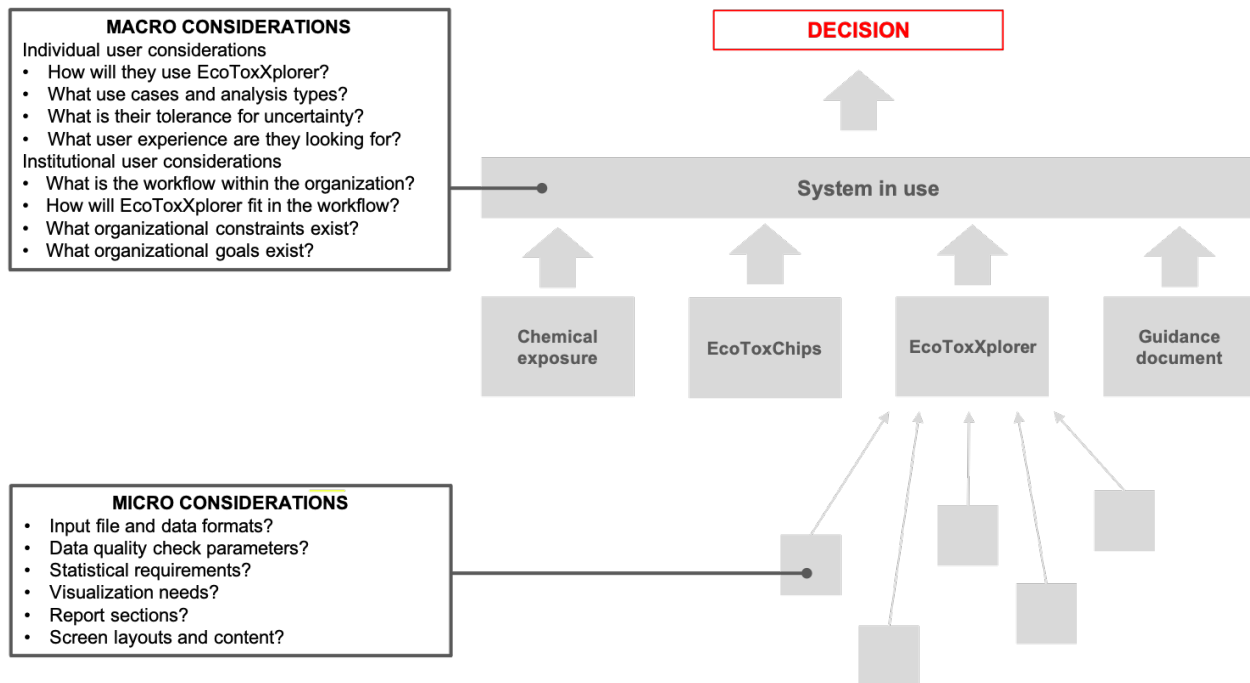 MACRO CONSIDERATIONS
Individual user considerations
• How will they use EcoToxXplorer?
• What use cases and analysis types?
• What is their tolerance for uncertainty?
• What user experience are they looking for?
Institutional user considerations
• What is the workflow within the organization?
• How will EcoToxXplorer fit in the workflow?
• What organizational constraints exist?
• What organizational goals exist?
DECISION
System in use
Chemical
exposure
EcoToxChips
EcoToxXplorer
Guidance
document
MICRO CONSIDERATIONS
• Input file and data formats?
• Data quality check parameters?
• Statistical requirements?
• Visualization needs?
• Report sections?
• Screen layouts and content?